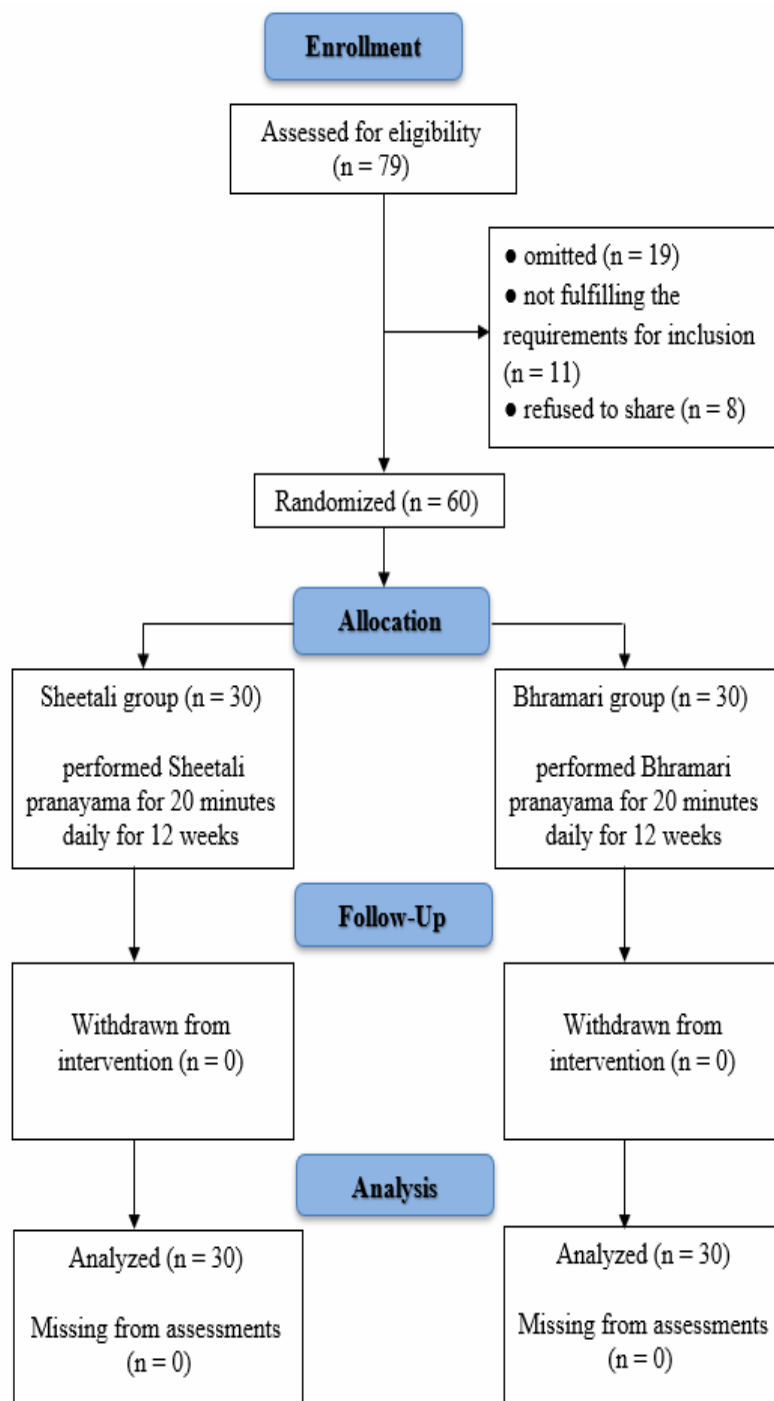 Enrollment
Assessed for eligibility
(n = 79)
● omitted (n = 19)
● not fulfilling the
requirements for inclusion
(n = 11)
● refused to share (n = 8)
Randomized (n = 60)
Allocation
Sheetali group (n = 30)
performed Sheetali
pranayama for 20 minutes
daily for 12 weeks
Bhramari group (n = 30)
performed Bhramari
pranayama for 20 minutes
daily for 12 weeks
Follow-Up
Withdrawn from
intervention (n = 0)
Withdrawn from
intervention (n = 0)
Analysis
Analyzed (n = 30)
Missing from assessments
(n = 0)
Analyzed (n = 30)
Missing from assessments
(n = 0)